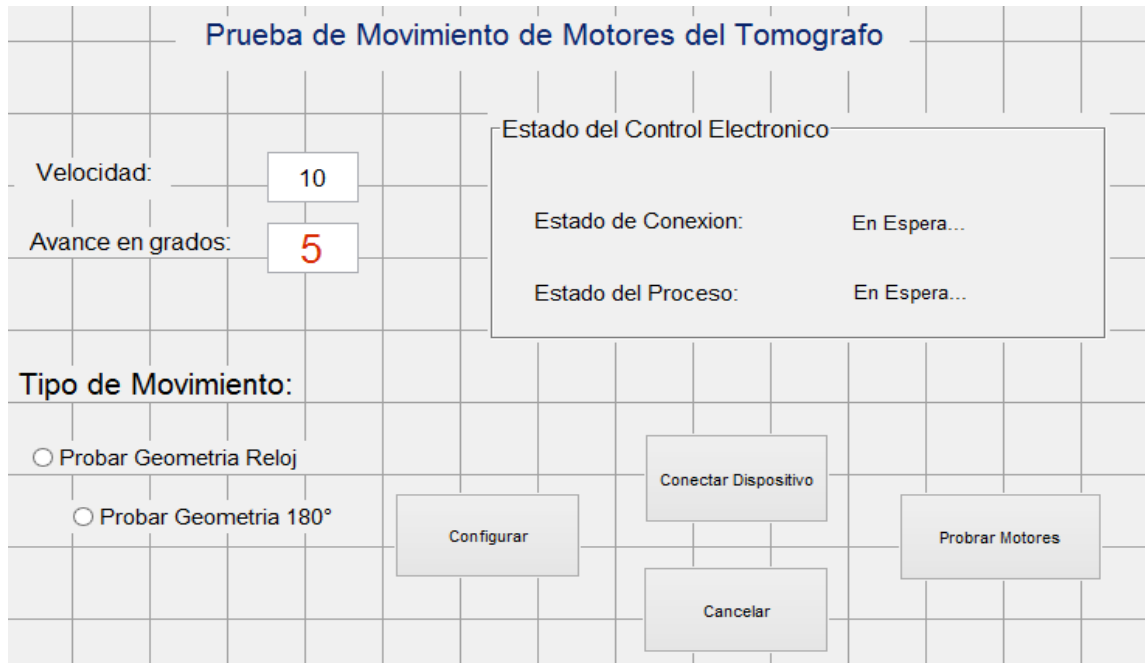 Prueba de Movimiento de Motores del Tomografo
Estado del Control Electronico
Velocidad: 10
Avance en grados: 5
Estado de Conexion: En Espera...
Estado del Proceso: En Espera...
Tipo de Movimiento:
Probar Geometria Reloj
Probar Geometria 180°
Conectar Dispositivo
Configurar
Probrar Motores
Cancelar